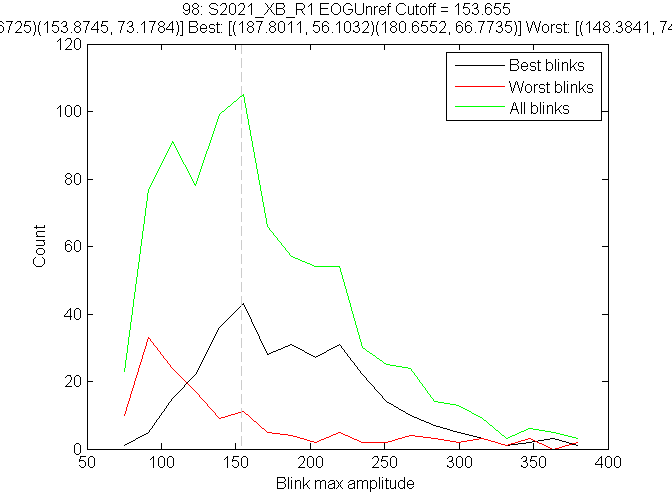 98: S2021_XB_R1 EOGUnref Cutoff = 153.655
6725)(153.8745, 73.1784)] Best: [(187.8011, 56.1032)(180.6552, 66.7735)] Worst: [(148.3841, 74
120
100
80
60
40
20
0
Count
Best blinks
Worst blinks
All blinks
50 100 150 200 250 300 350 400
Blink max amplitude